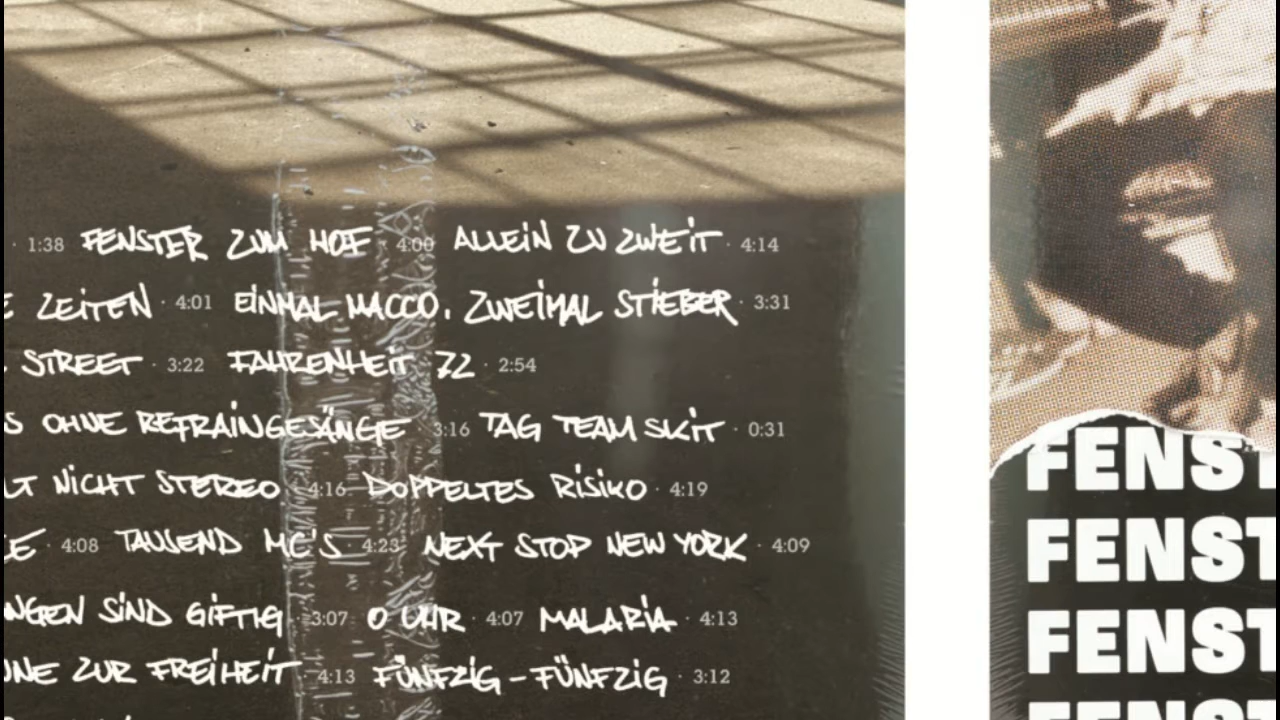 · 1:38 FENSTER ZUM HOF · 4:00 ALLEIN ZU ZWEIT · 4:14
ZEITEN · 4:01 EINMAL MACCO, ZWEIMAL STIEBER · 3:31
STREET · 3:22 FAHRENHEIT 72 · 2:54
S OHNE REFRAINGESÄNGE 3:16 TAG TEAM SKIT · 0:31
LT NICHT STEREO · 4:16 DOPPELTES RISIKO · 4:19
E · 4:08 TAUSEND MC'S · 4:23 NEXT STOP NEW YORK · 4:09
NGEN SIND GIFTIG · 3:07 0 UHR · 4:07 MALARIA · 4:13
NE ZUR FREIHEIT · 4:13 FÜNFZIG-FÜNFZIG · 3:12
FENST
FENST
FENST
FENST